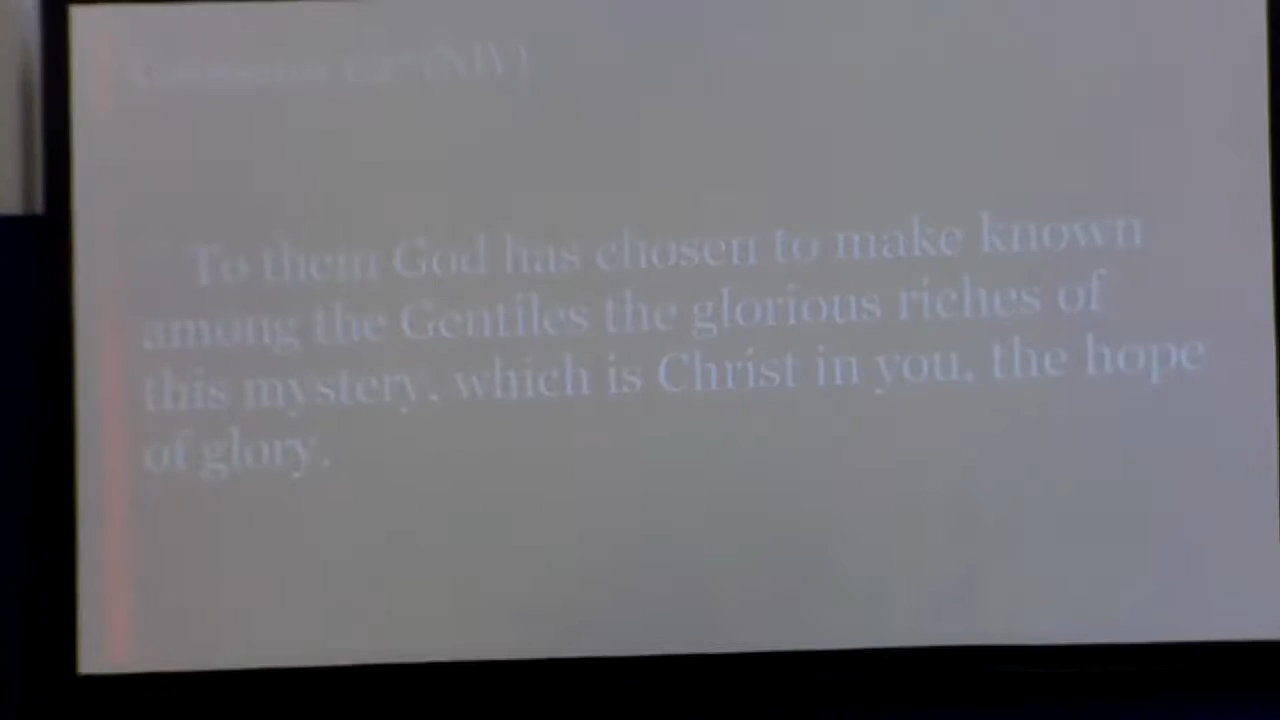 (NIV)
To them God has chosen to make known
among the Gentiles the glorious riches of
this mystery, which is Christ in you, the hope
of glory.